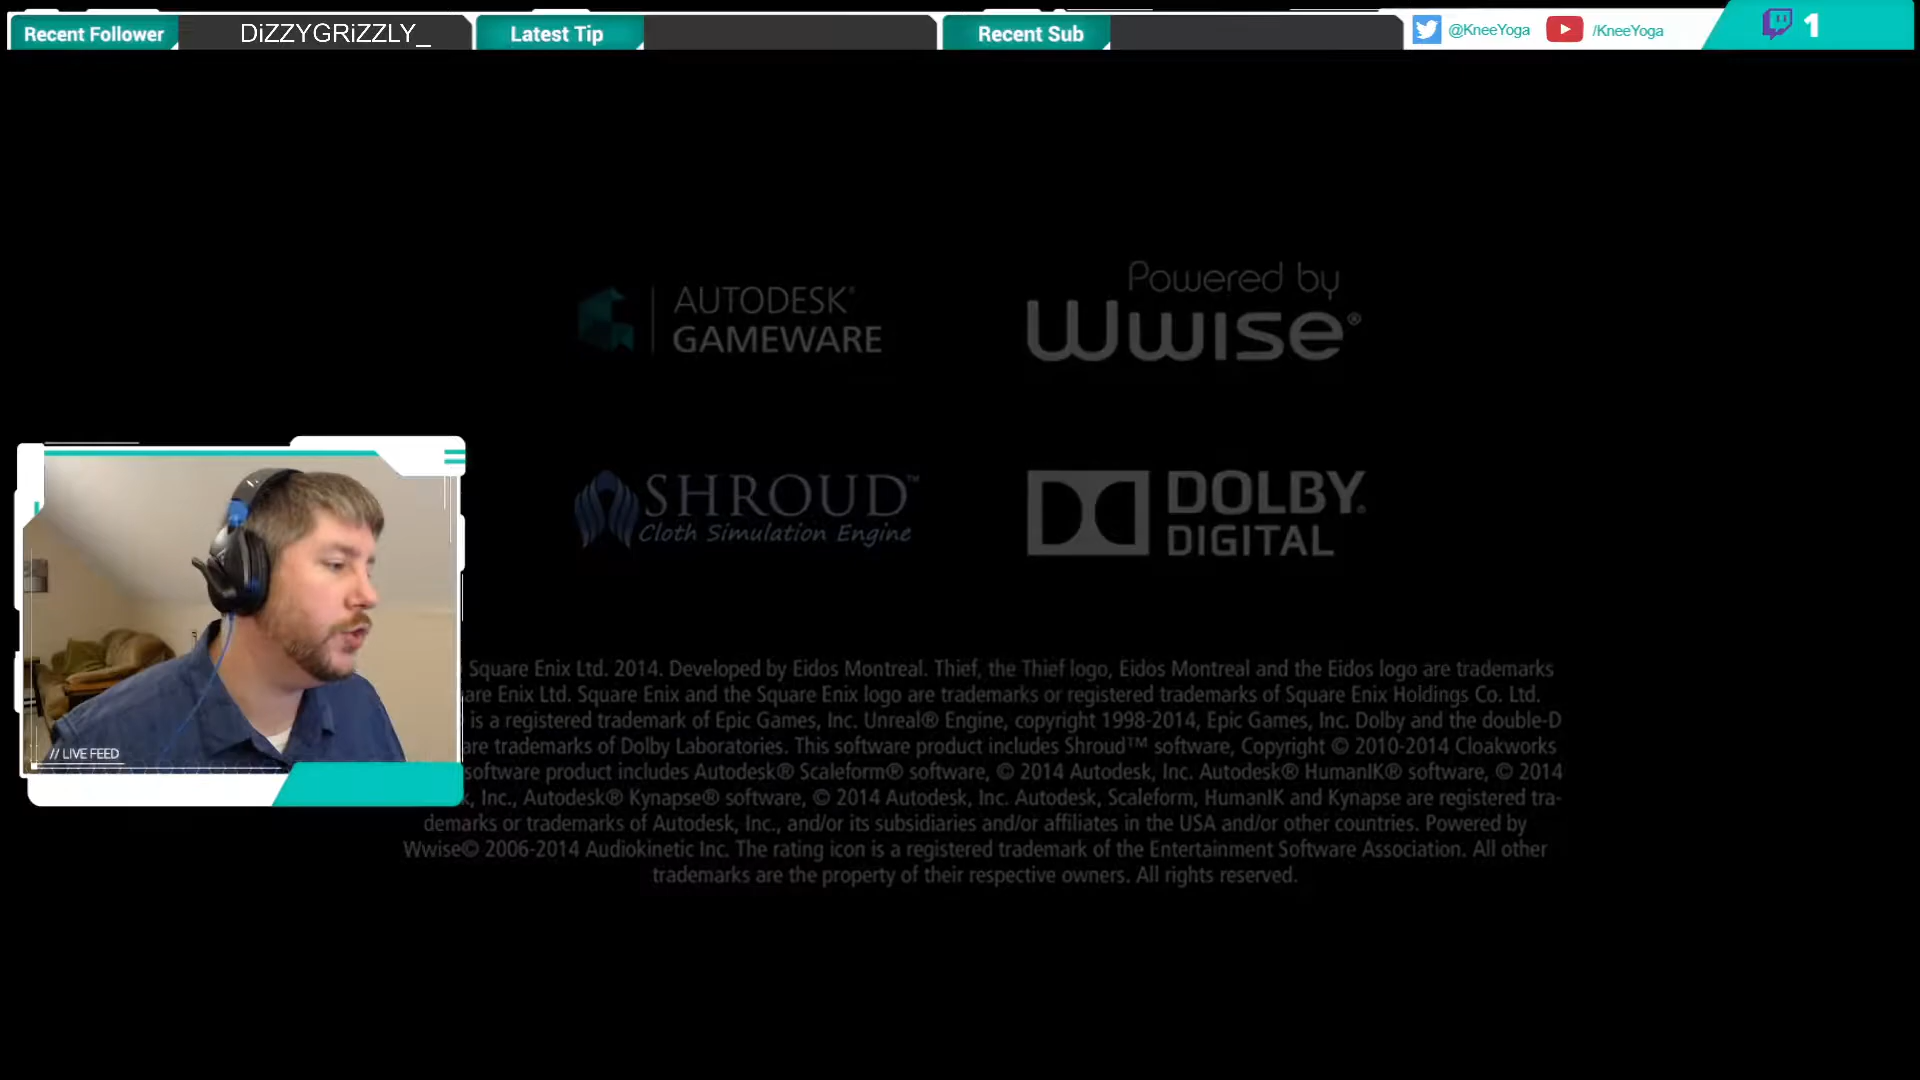 Recent Follower
DiZZYGRiZZLY_
Latest Tip
Recent Sub
@KneeYoga
/KneeYoga
1
AUTODESK®
GAMEWARE
Powered by
Wwise®
SHROUD™
Cloth Simulation Engine
DOLBY®
DIGITAL
Square Enix Ltd. 2014. Developed by Eidos Montreal. Thief, the Thief logo, Eidos Montreal and the Eidos logo are trademarks
Enix Ltd. Square Enix and the Square Enix logo are trademarks or registered trademarks of Square Enix Holdings Co. Ltd.
is a registered trademark of Epic Games, Inc. Unreal® Engine, copyright 1998-2014, Epic Games, Inc. Dolby and the double-D
are trademarks of Dolby Laboratories. This software product includes Shroud™ software, Copyright © 2010-2014 Cloakworks
software product includes Autodesk® Scaleform® software, © 2014 Autodesk, Inc. Autodesk® HumanIK® software, © 2014
Inc., Autodesk® Kynapse® software, © 2014 Autodesk, Inc. Autodesk, Scaleform, HumanIK and Kynapse are registered tra-
demarks or trademarks of Autodesk, Inc., and/or its subsidiaries and/or affiliates in the USA and/or other countries. Powered by
Wwise© 2006-2014 Audiokinetic Inc. The rating icon is a registered trademark of the Entertainment Software Association. All other
trademarks are the property of their respective owners. All rights reserved.
// LIVE FEED